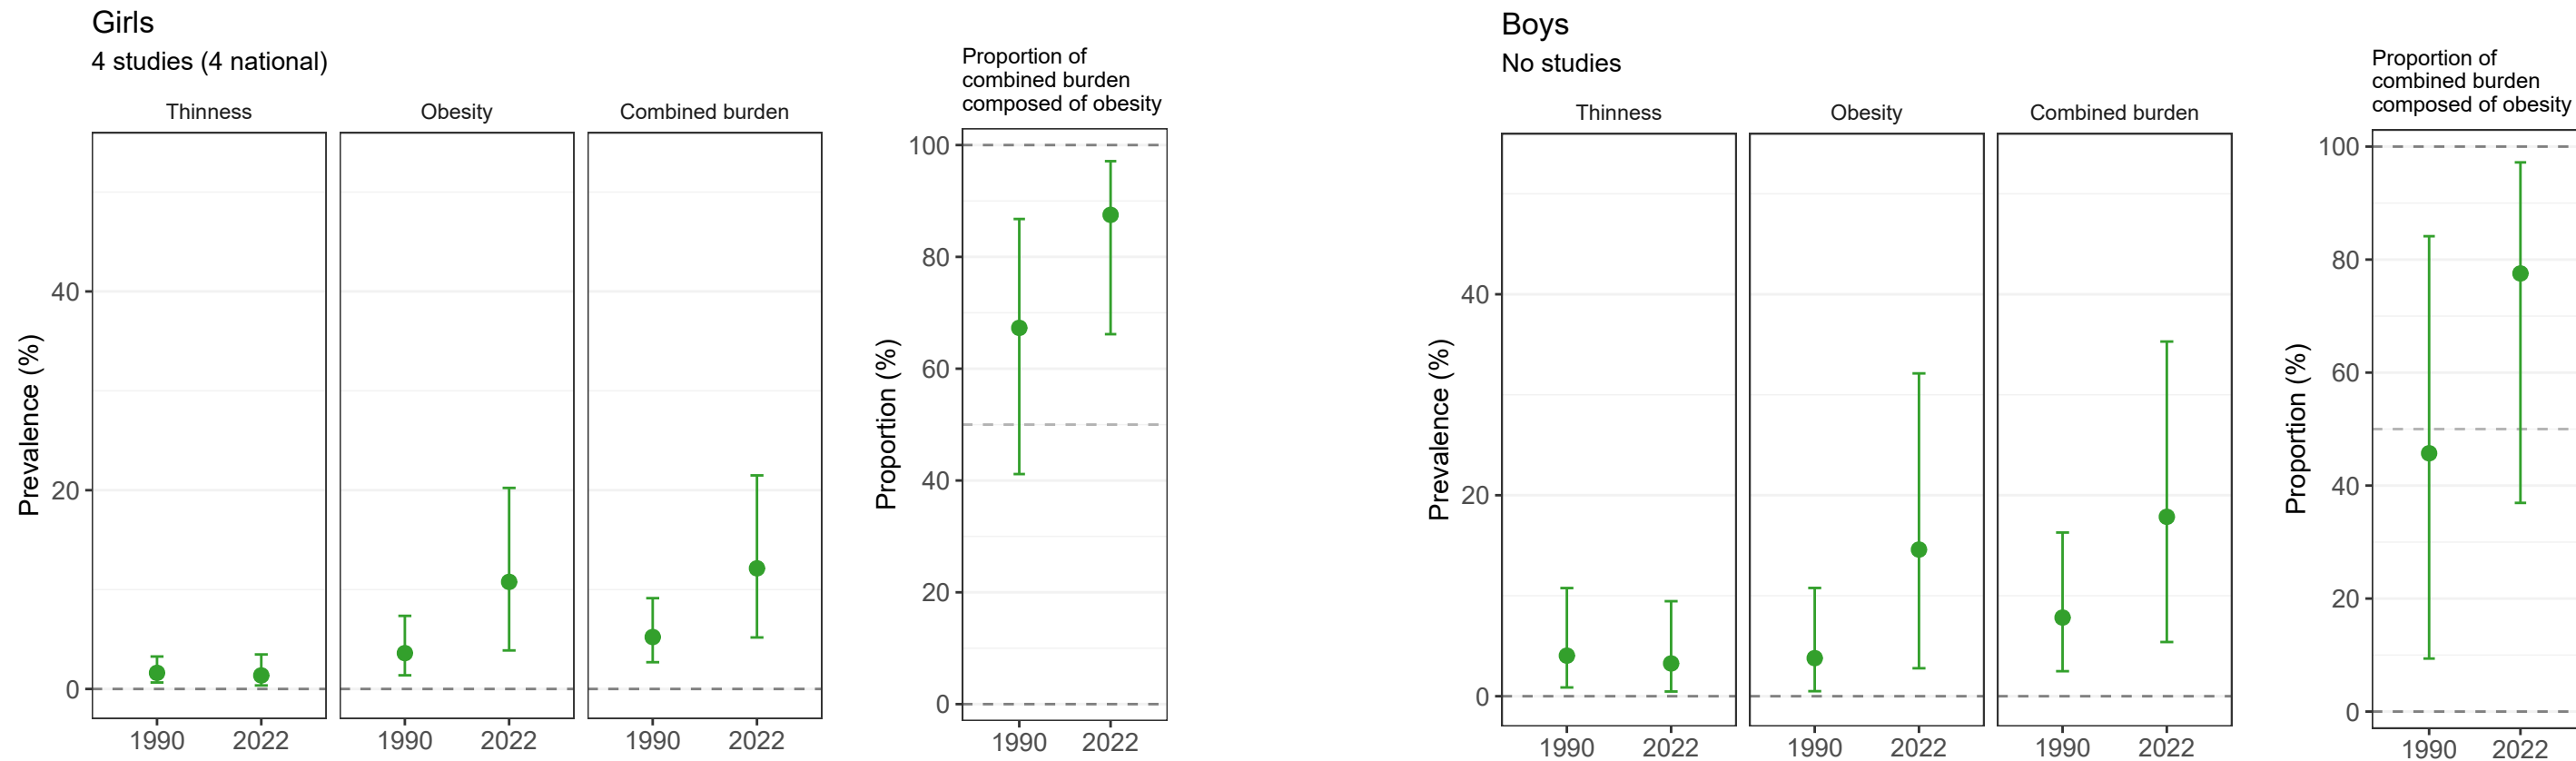 Girls
4 studies (4 national)
Thinness
Obesity
Combined burden
Proportion of
combined burden
composed of obesity
Prevalence (%)
40
20
0
1990 2022
1990 2022
1990 2022
Proportion (%)
100
80
60
40
20
0
1990 2022
Boys
No studies
Thinness
Obesity
Combined burden
Proportion of
combined burden
composed of obesity
Prevalence (%)
40
20
0
1990 2022
1990 2022
1990 2022
Proportion (%)
100
80
60
40
20
0
1990 2022